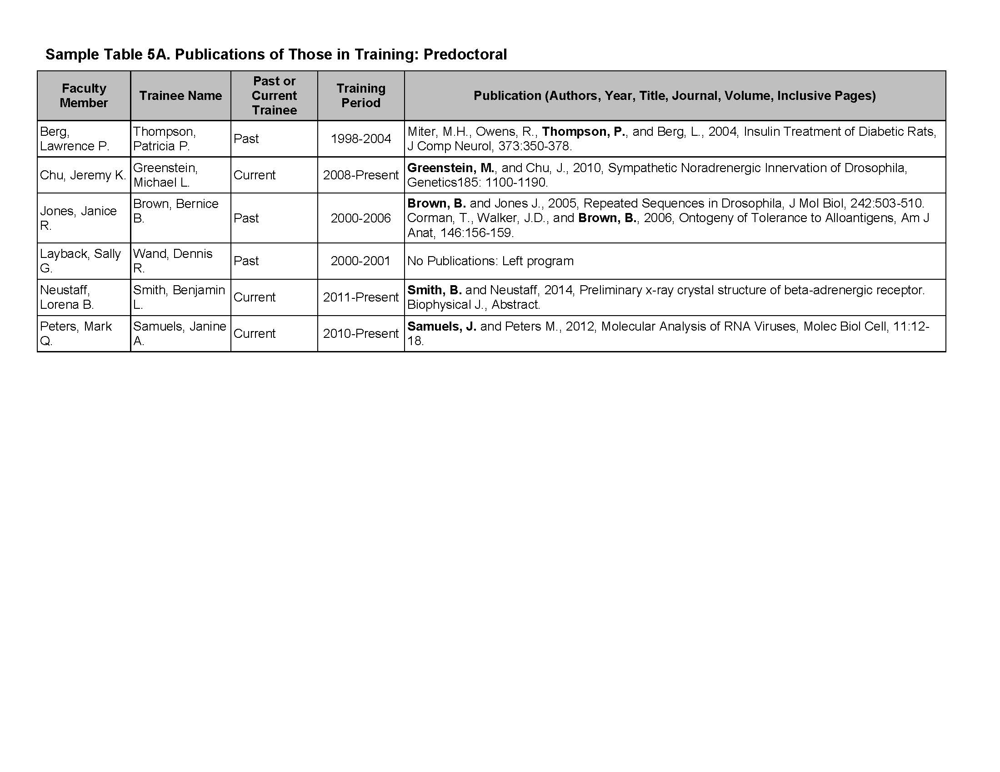 Sample Table 5A. Publications of Those in Training: Predoctoral
Faculty
Member
Trainee Name
Past or
Current
Trainee
Training
Period
Publication (Authors, Year, Title, Journal, Volume, Inclusive Pages)
Berg,
Lawrence P.
Thompson,
Patricia P.
Past
1998-2004
Miter, M.H., Owens, R., Thompson, P., and Berg, L., 2004, Insulin Treatment of Diabetic Rats,
J Comp Neurol, 373:350-378.
Chu, Jeremy K.
Greenstein,
Michael L.
Current
2008-Present
Greenstein, M., and Chu, J., 2010, Sympathetic Noradrenergic Innervation of Drosophila,
Genetics185: 1100-1190.
Jones, Janice
R.
Brown, Bernice
B.
Past
2000-2006
Brown, B. and Jones J., 2005, Repeated Sequences in Drosophila, J Mol Biol, 242:503-510.
Corman, T., Walker, J.D., and Brown, B., 2006, Ontogeny of Tolerance to Alloantigens, Am J
Anat, 146:156-159.
Layback, Sally
G.
Wand, Dennis
R.
Past
2000-2001
No Publications: Left program
Neustaff,
Lorena B.
Smith, Benjamin
L.
Current
2011-Present
Smith, B. and Neustaff, 2014, Preliminary x-ray crystal structure of beta-adrenergic receptor.
Biophysical J., Abstract.
Peters, Mark
Q.
Samuels, Janine
A.
Current
2010-Present
Samuels, J. and Peters M., 2012, Molecular Analysis of RNA Viruses, Molec Biol Cell, 11:12-
18.